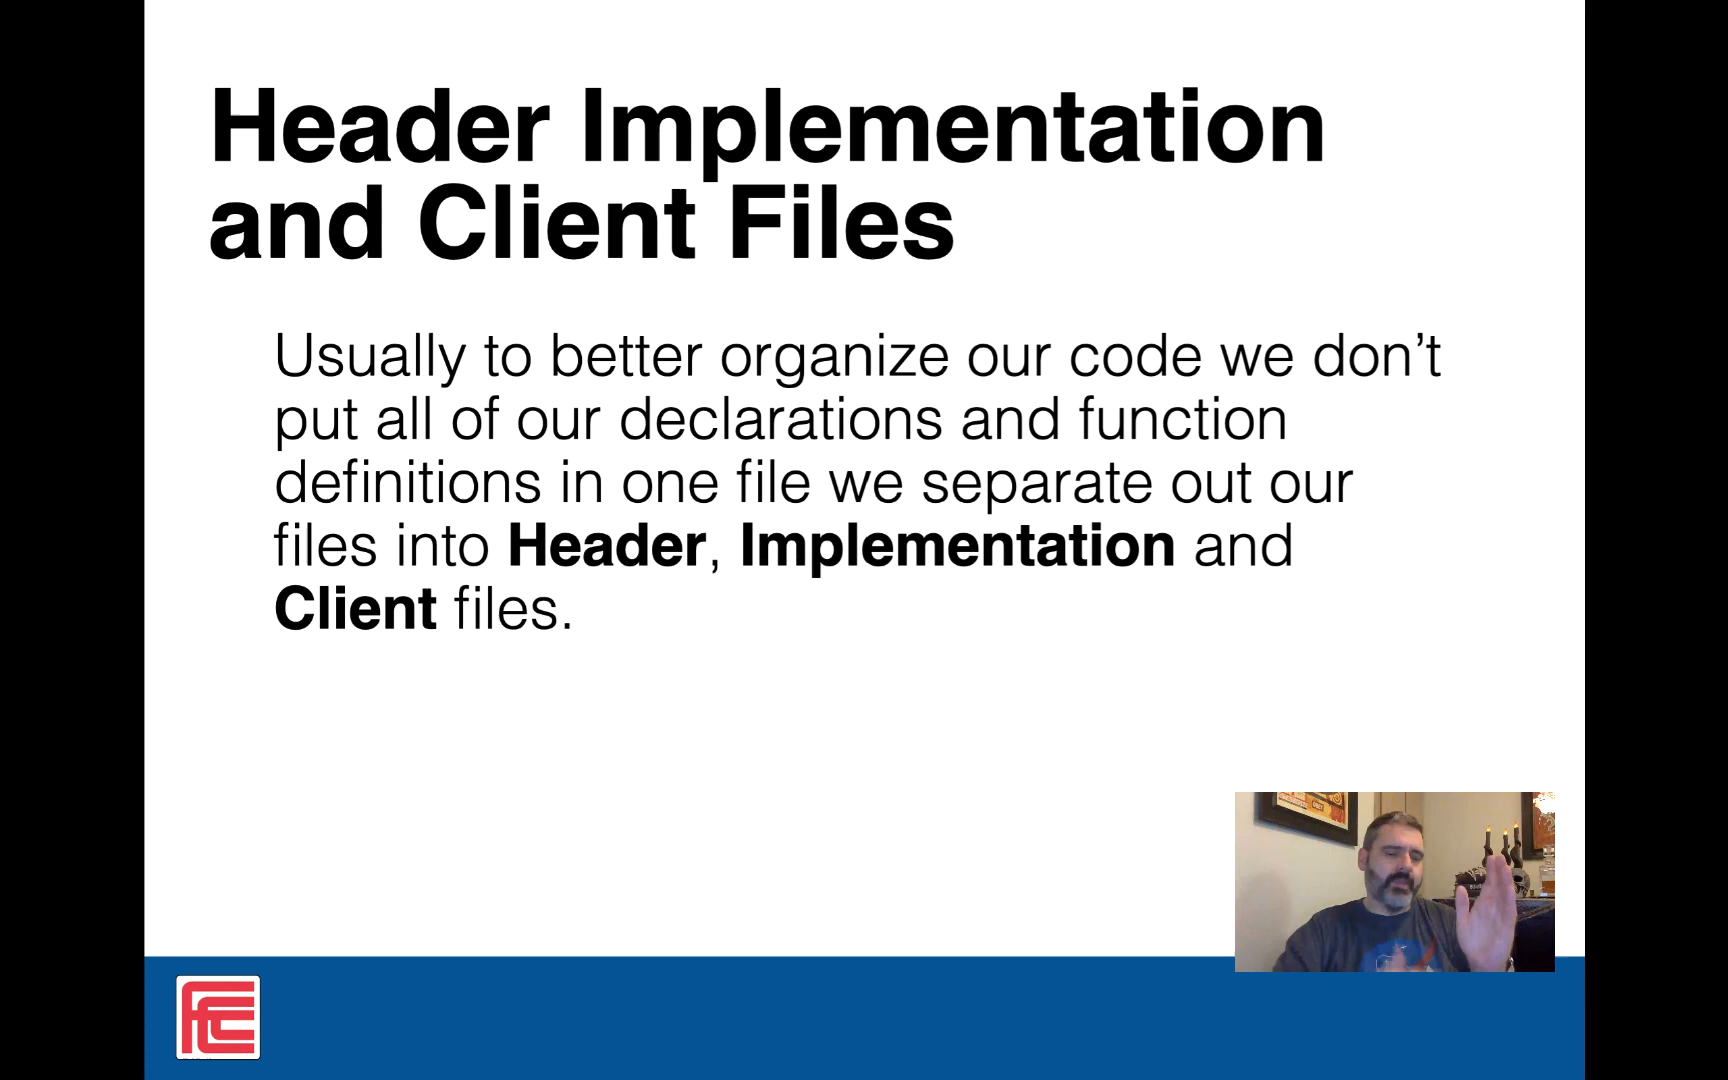 Header Implementation
and Client Files
Usually to better organize our code we don’t
put all of our declarations and function
definitions in one file we separate out our
files into Header, Implementation and
Client files.
FCC